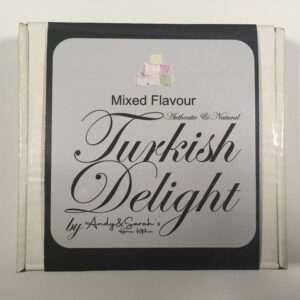 Mixed Flavour
Authentic & Natural
Turkish
Delight
by Andy & Sarah's